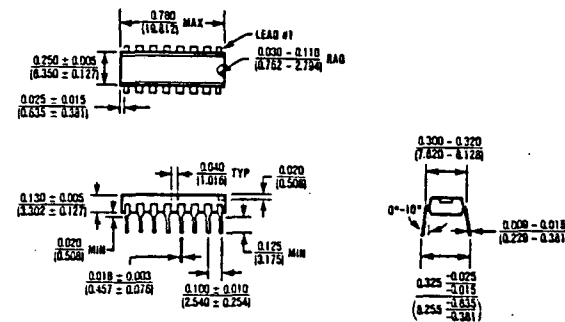 0.780
(19.812) MAX
LEAD #1
0.030 – 0.110
(0.762 – 2.794) RAD
0.250 ± 0.005
(6.350 ± 0.127)
0.025 ± 0.015
(0.635 ± 0.381)
0.300 – 0.320
(7.620 – 8.128)
0.040
(1.016) TYP
0.020
(0.508)
0.130 ± 0.005
(3.302 ± 0.127)
0°–10°
0.009 – 0.015
(0.229 – 0.381)
0.020
(0.508) MIN
0.125
(3.175) MIN
0.018 ± 0.003
(0.457 ± 0.076)
0.100 ± 0.010
(2.540 ± 0.254)
0.325 -0.025
-0.015
(8.255 -0.635
-0.381)